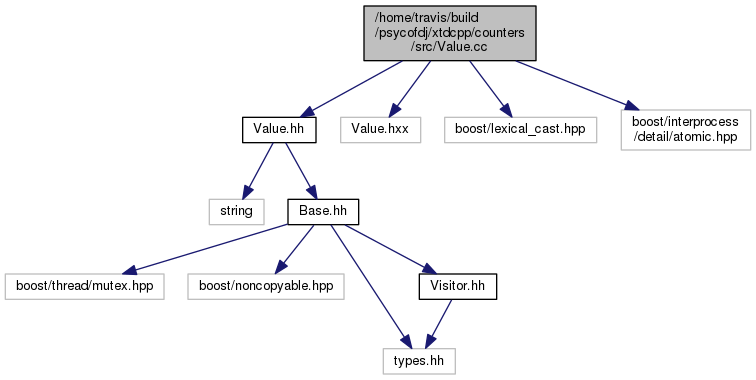 /home/travis/build
/psycofdj/xtdcpp/counters
/src/Value.cc
Value.hh
Value.hxx
boost/lexical_cast.hpp
boost/interprocess
/detail/atomic.hpp
string
Base.hh
boost/thread/mutex.hpp
boost/noncopyable.hpp
Visitor.hh
types.hh